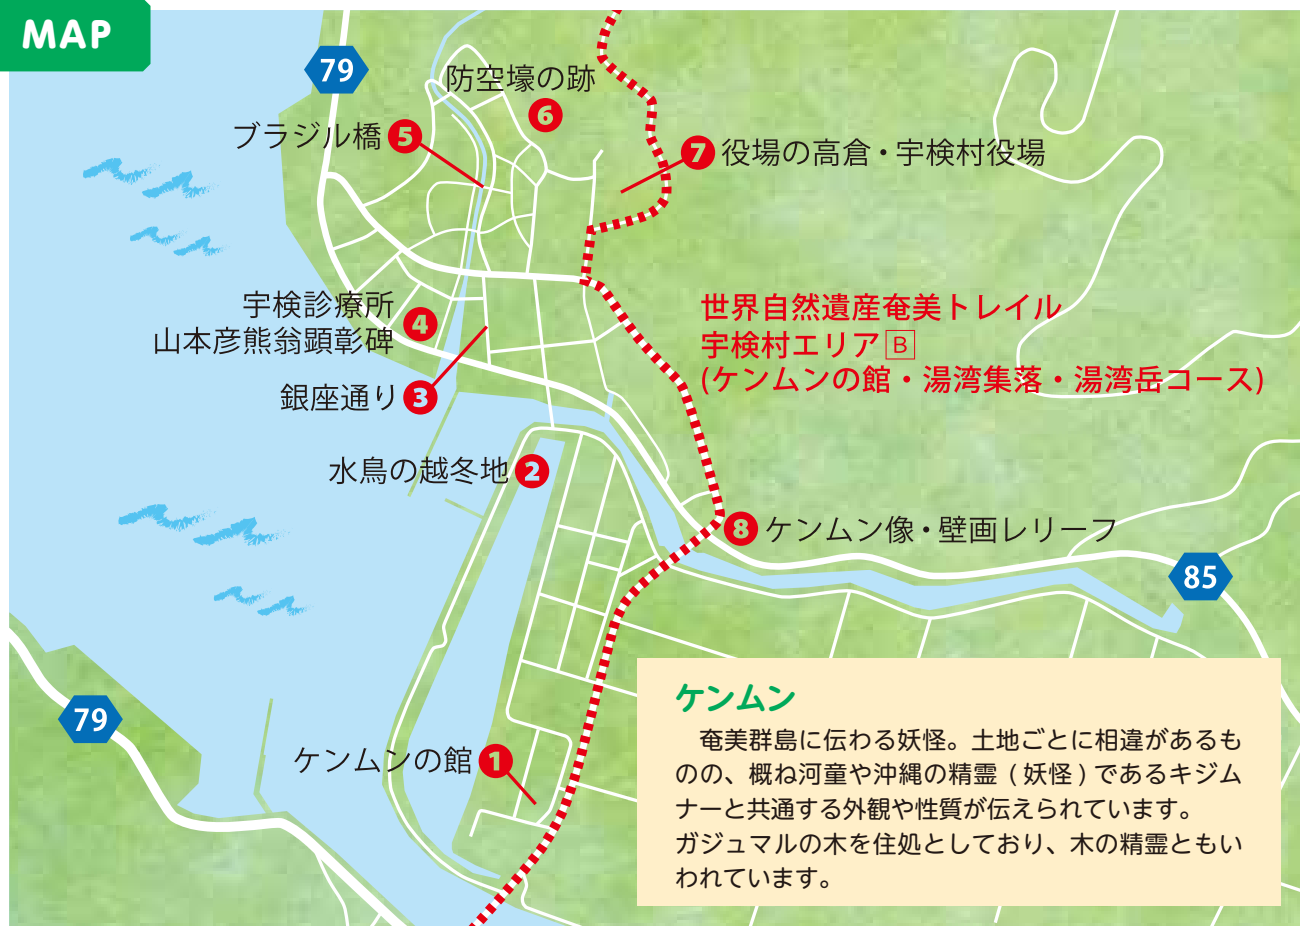 MAP
79
防空壕の跡
6
ブラジル橋 5
7 役場の高倉・宇検村役場
宇検診療所
山本彦熊翁顕彰碑
4
世界自然遺産奄美トレイル
宇検村エリア B
(ケンムンの館・湯湾集落・湯湾岳コース)
銀座通り 3
水鳥の越冬地 2
8 ケンムン像・壁画レリーフ
85
79
ケンムンの館 1
ケンムン
奄美群島に伝わる妖怪。土地ごとに相違があるも
のの、概ね河童や沖縄の精霊 ( 妖怪 ) であるキジム
ナーと共通する外観や性質が伝えられています。
ガジュマルの木を住処としており、木の精霊ともい
われています。